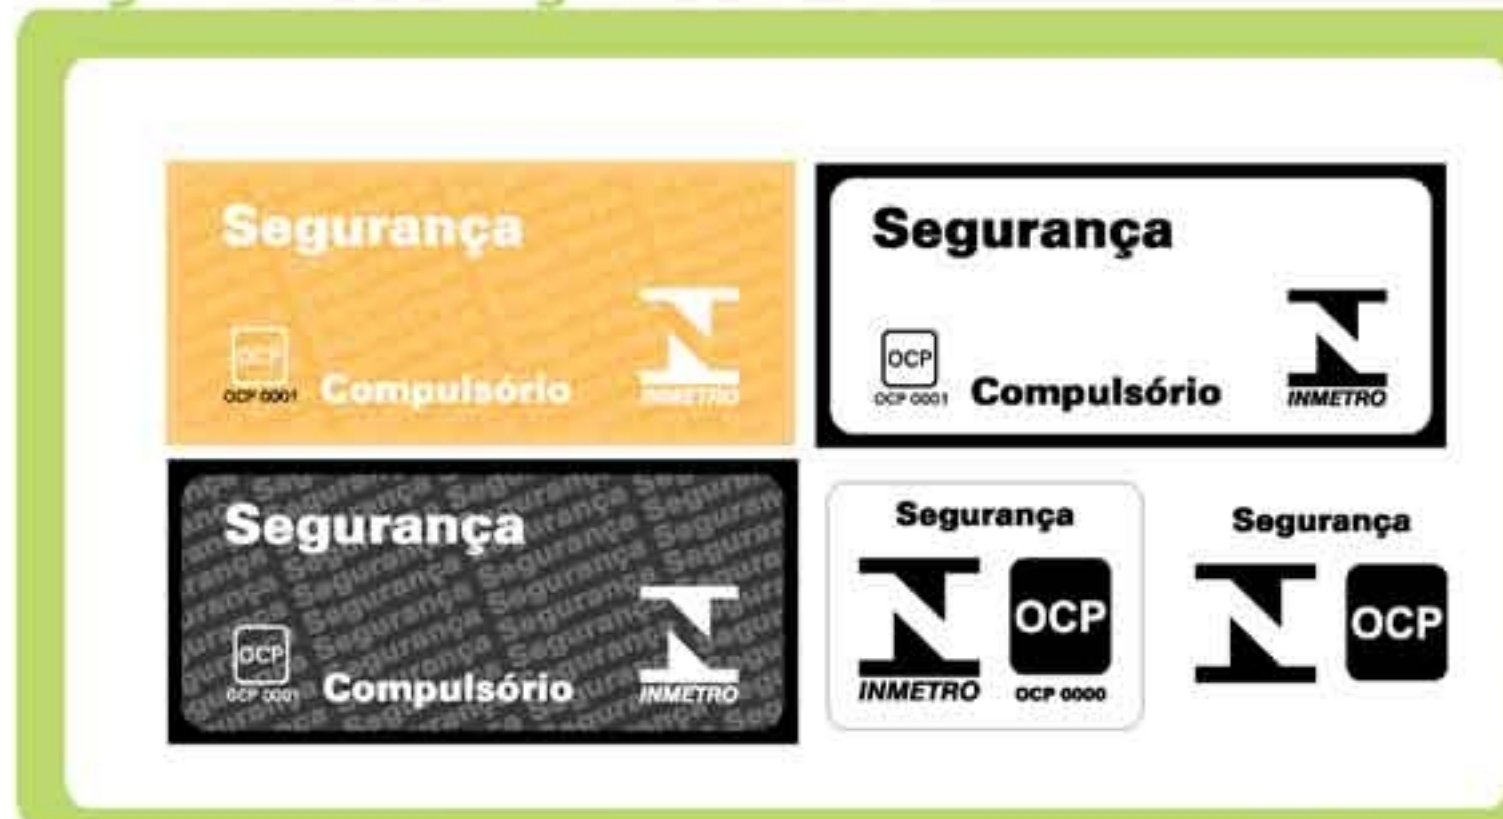 Segurança
OCP
OCP 0001
Compulsório
INMETRO
Segurança
OCP
OCP 0001
Compulsório
INMETRO
Segurança
OCP
OCP 0001
Compulsório
INMETRO
Segurança
OCP
INMETRO
OCP 0000
Segurança
OCP